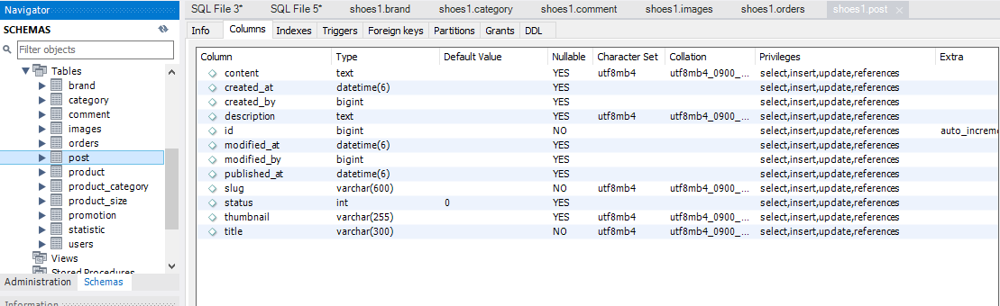 Navigator
SQL File 3* SQL File 5* shoes1.brand shoes1.category shoes1.comment shoes1.images shoes1.orders shoes1.post
SCHEMAS
Filter objects
Tables
brand
category
comment
images
orders
post
product
product_category
product_size
promotion
statistic
users
Views
Stored Procedures
Administration Schemas
Information
Info Columns Indexes Triggers Foreign keys Partitions Grants DDL
Column Type Default Value Nullable Character Set Collation Privileges Extra
content text YES utf8mb4 utf8mb4_0900_... select,insert,update,references
created_at datetime(6) YES select,insert,update,references
created_by bigint YES select,insert,update,references
description text YES utf8mb4 utf8mb4_0900_... select,insert,update,references
id bigint NO select,insert,update,references auto_increme
modified_at datetime(6) YES select,insert,update,references
modified_by bigint YES select,insert,update,references
published_at datetime(6) YES select,insert,update,references
slug varchar(600) NO utf8mb4 utf8mb4_0900_... select,insert,update,references
status int 0 YES select,insert,update,references
thumbnail varchar(255) YES utf8mb4 utf8mb4_0900_... select,insert,update,references
title varchar(300) NO utf8mb4 utf8mb4_0900_... select,insert,update,references